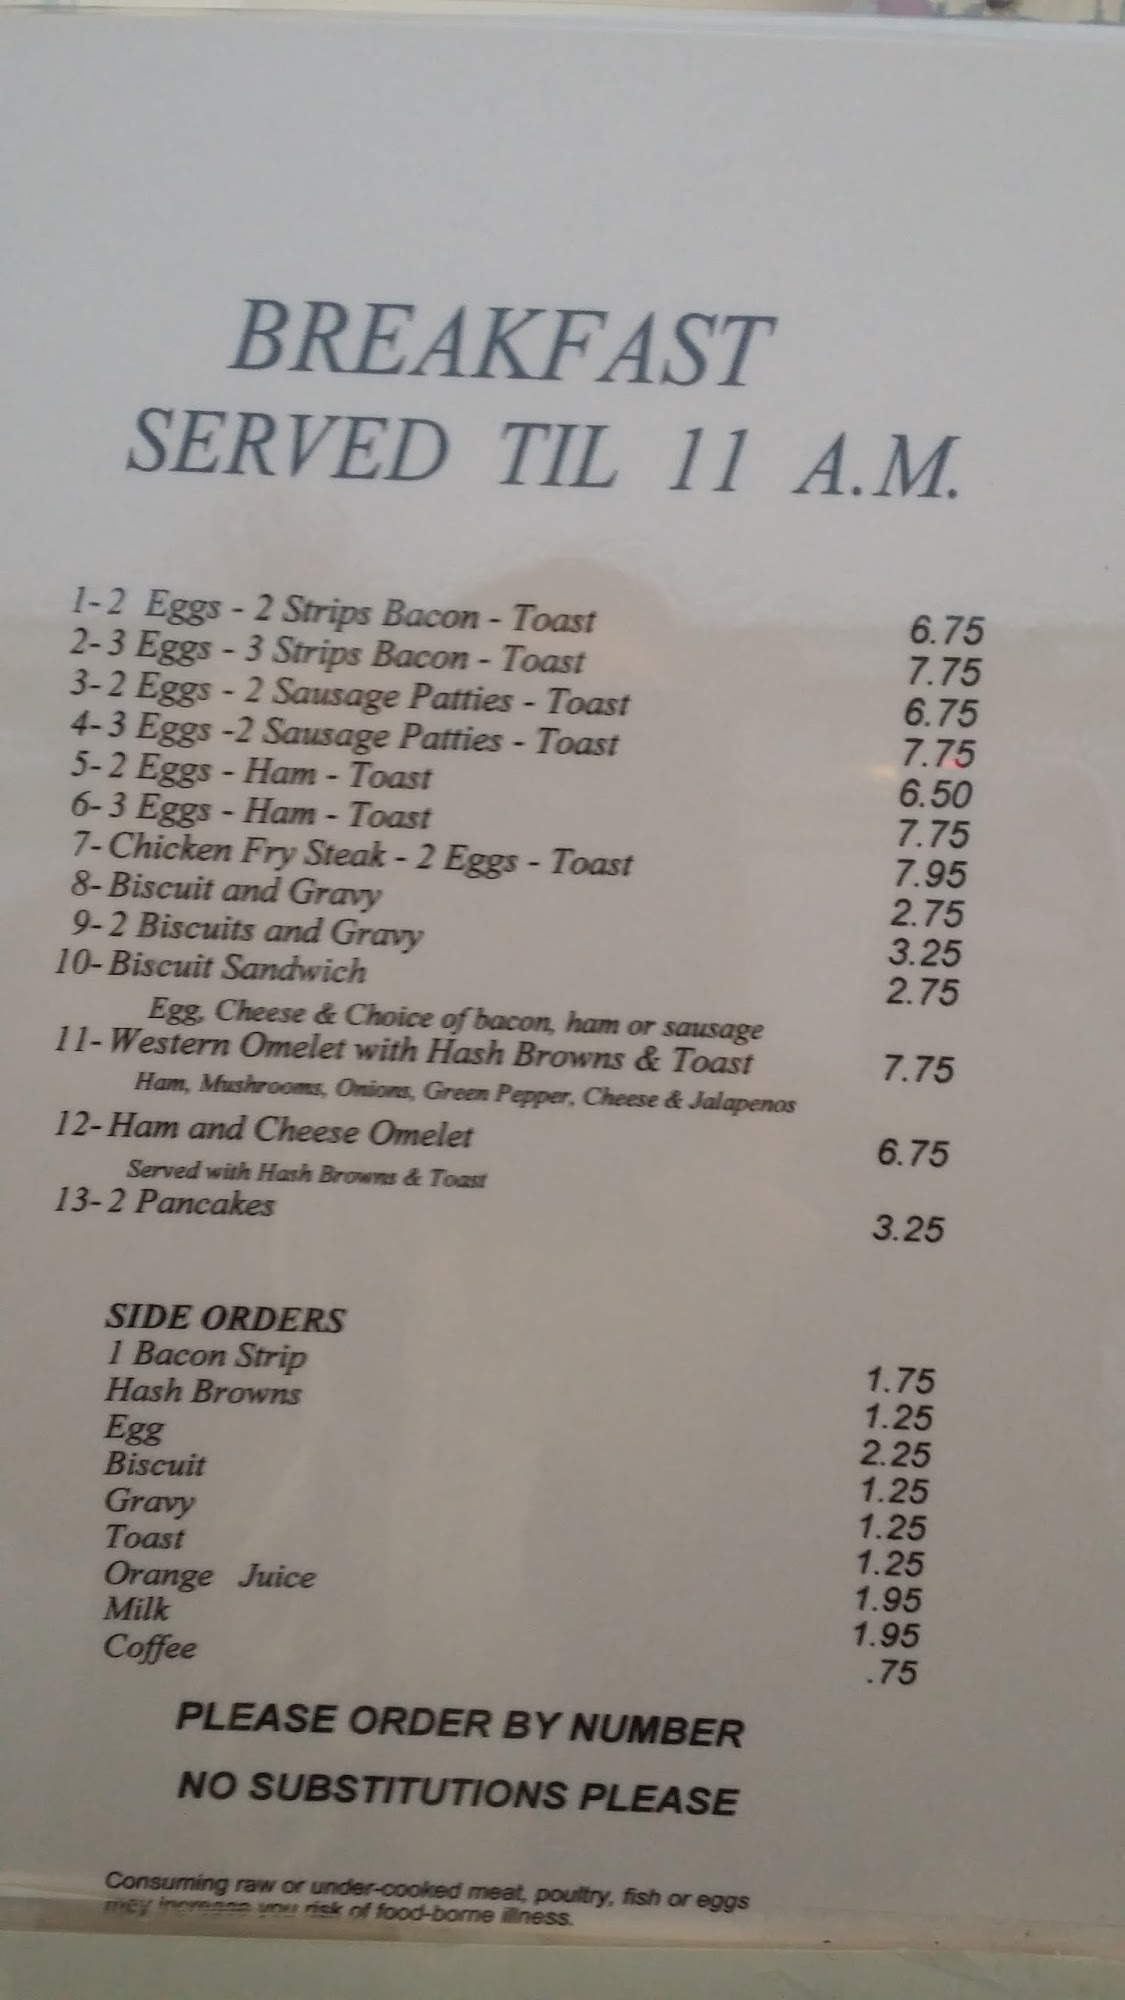 BREAKFAST
SERVED TIL 11 A.M.
1- 2 Eggs - 2 Strips Bacon - Toast 6.75
2- 3 Eggs - 3 Strips Bacon - Toast 7.75
3- 2 Eggs - 2 Sausage Patties - Toast 6.75
4- 3 Eggs -2 Sausage Patties - Toast 7.75
5- 2 Eggs - Ham - Toast 6.50
6- 3 Eggs - Ham - Toast 7.75
7- Chicken Fry Steak - 2 Eggs - Toast 7.95
8- Biscuit and Gravy 2.75
9- 2 Biscuits and Gravy 3.25
10- Biscuit Sandwich 2.75
Egg, Cheese & Choice of bacon, ham or sausage
11- Western Omelet with Hash Browns & Toast 7.75
Ham, Mushrooms, Onions, Green Pepper, Cheese & Jalapenos
12- Ham and Cheese Omelet 6.75
Served with Hash Browns & Toast
13- 2 Pancakes 3.25
SIDE ORDERS
1 Bacon Strip 1.75
Hash Browns 1.25
Egg 2.25
Biscuit 1.25
Gravy 1.25
Toast 1.25
Orange Juice 1.95
Milk 1.95
Coffee .75
PLEASE ORDER BY NUMBER
NO SUBSTITUTIONS PLEASE
Consuming raw or under-cooked meat, poultry, fish or eggs
may increase you risk of food-borne illness.